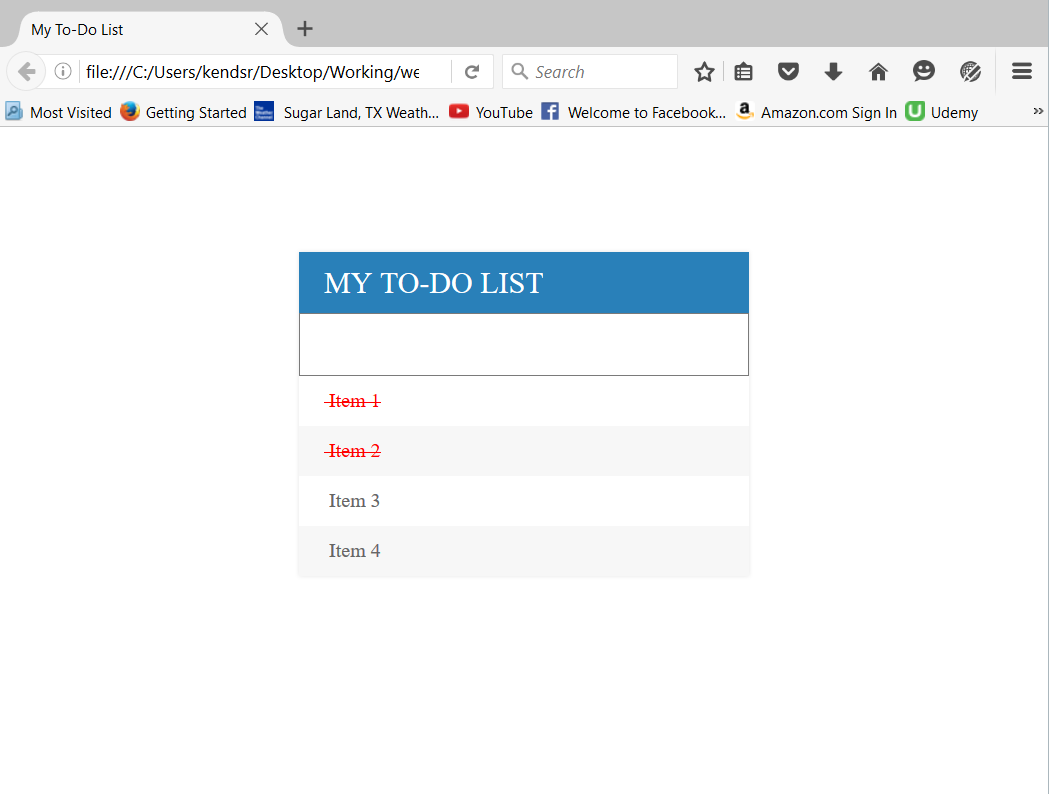 My To-Do List
file:///C:/Users/kendsr/Desktop/Working/we
Search
Most Visited Getting Started Sugar Land, TX Weath... YouTube Welcome to Facebook... Amazon.com Sign In Udemy
MY TO-DO LIST
Item 1
Item 2
Item 3
Item 4